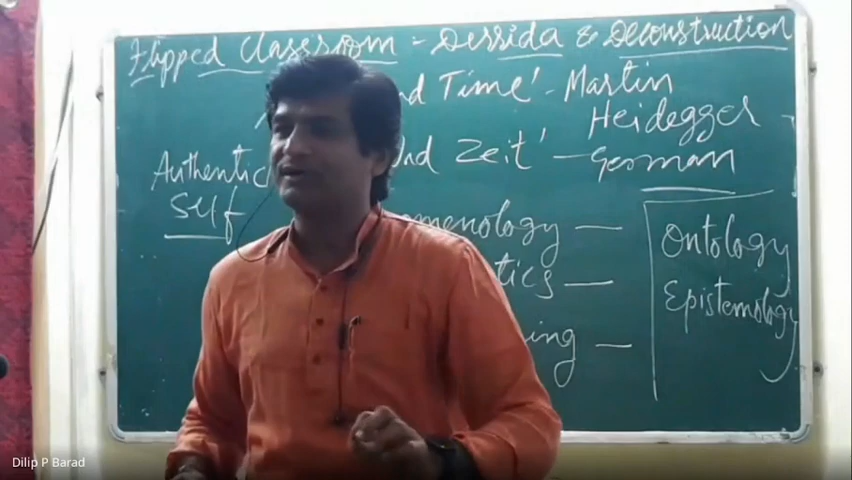 Flipped Classroom - Derrida & Deconstruction
nd Time' - Martin
Heidegger
Authentic
Self
nd Zeit' - German
menology -
tics -
ing -
Ontology
Epistemology
Dilip P Barad